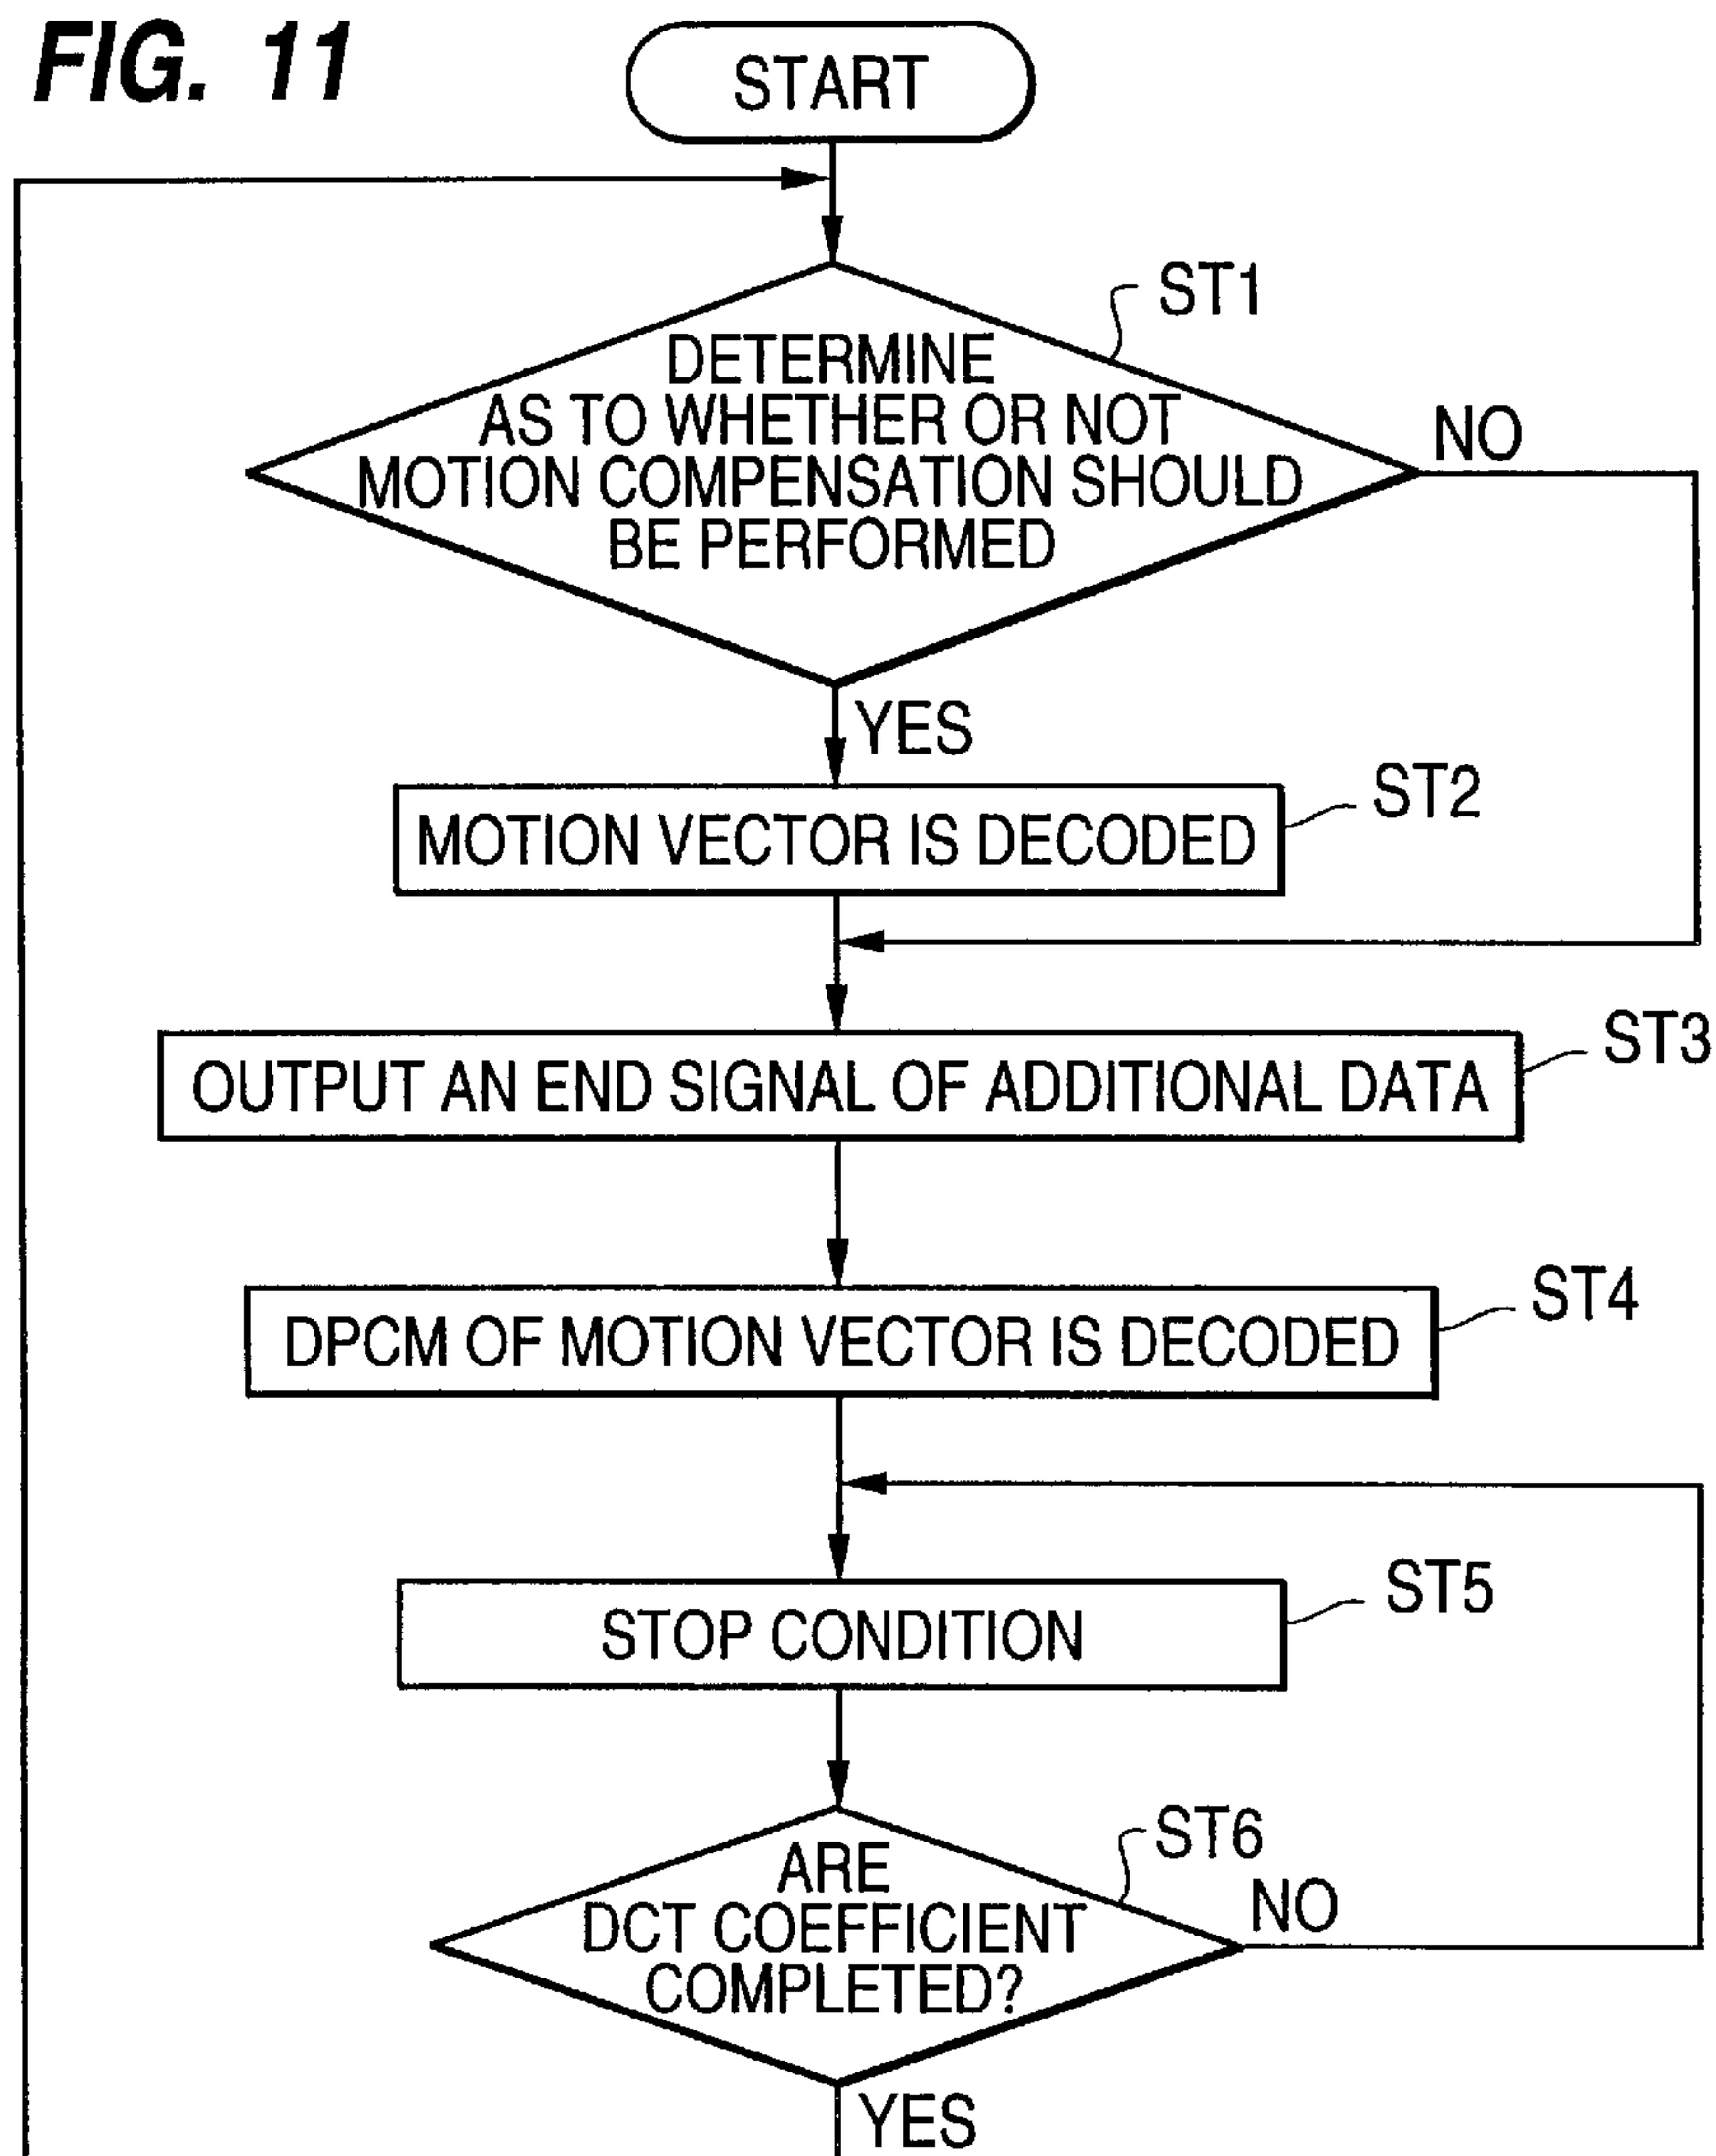 FIG. 11
START
ST1
DETERMINE
AS TO WHETHER OR NOT
MOTION COMPENSATION SHOULD
BE PERFORMED
NO
YES
ST2
MOTION VECTOR IS DECODED
ST3
OUTPUT AN END SIGNAL OF ADDITIONAL DATA
ST4
DPCM OF MOTION VECTOR IS DECODED
ST5
STOP CONDITION
ST6
ARE
DCT COEFFICIENT
COMPLETED?
NO
YES